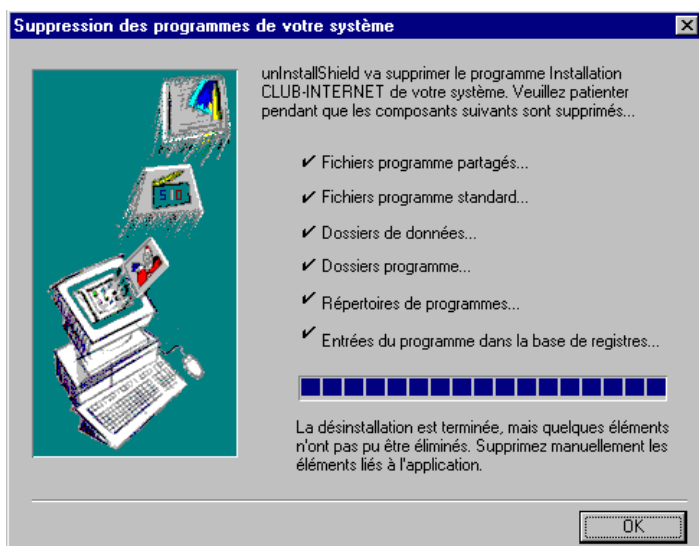 Suppression des programmes de votre système
unInstallShield va supprimer le programme Installation
CLUB-INTERNET de votre système. Veuillez patienter
pendant que les composants suivants sont supprimés...
✔ Fichiers programme partagés...
✔ Fichiers programme standard...
✔ Dossiers de données...
✔ Dossiers programme...
✔ Répertoires de programmes...
✔ Entrées du programme dans la base de registres...
La désinstallation est terminée, mais quelques éléments
n'ont pas pu être éliminés. Supprimez manuellement les
éléments liés à l'application.
OK